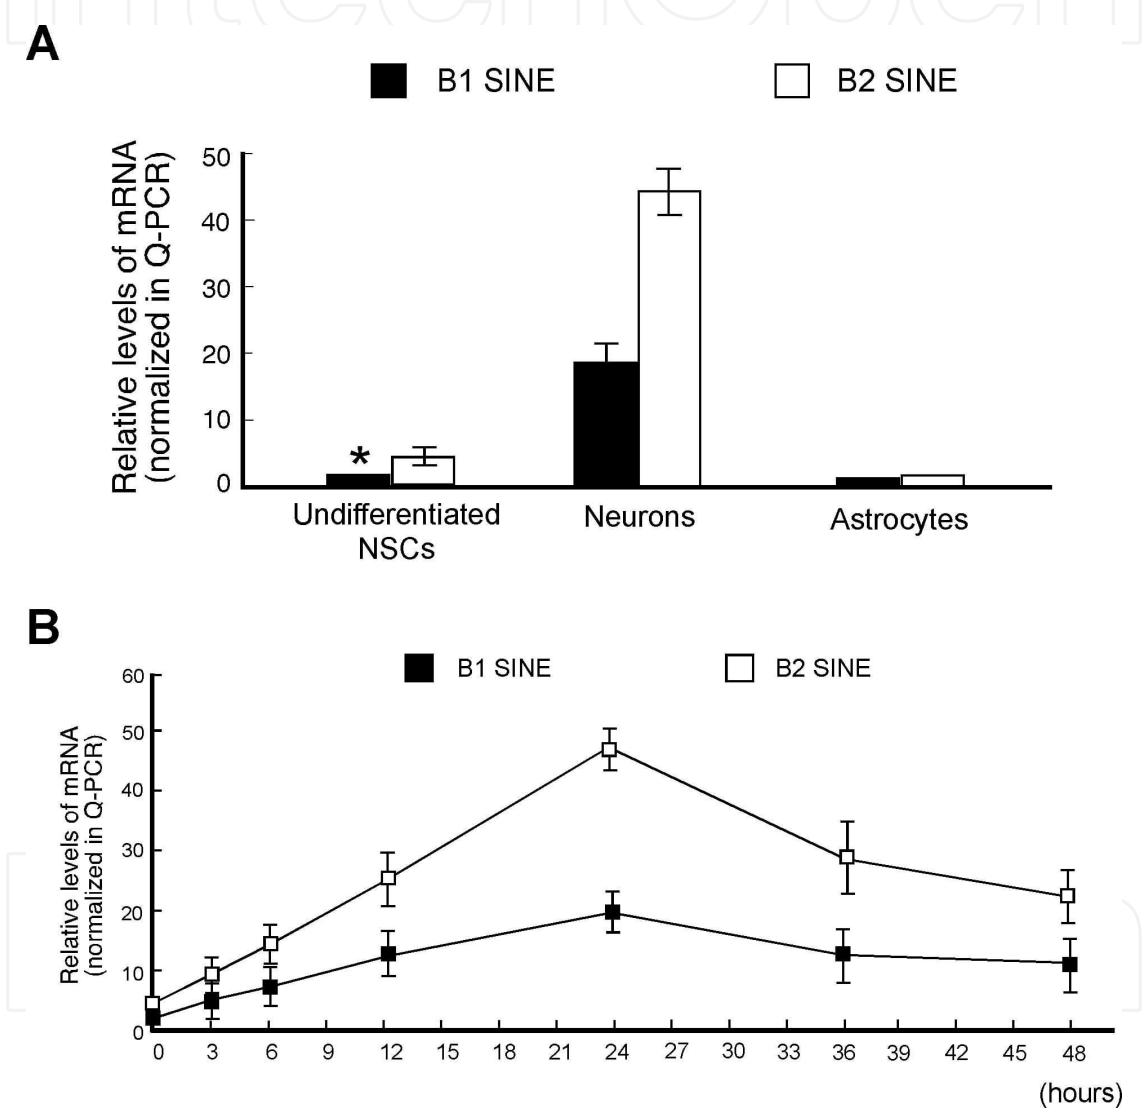 A
B1 SINE
B2 SINE
Relative levels of mRNA
(normalized in Q-PCR)
50
40
30
20
10
0
*
Undifferentiated
NSCs
Neurons
Astrocytes
B
B1 SINE
B2 SINE
Relative levels of mRNA
(normalized in Q-PCR)
60
50
40
30
20
10
0
0 3 6 9 12 15 18 21 24 27 30 33 36 39 42 45 48
(hours)